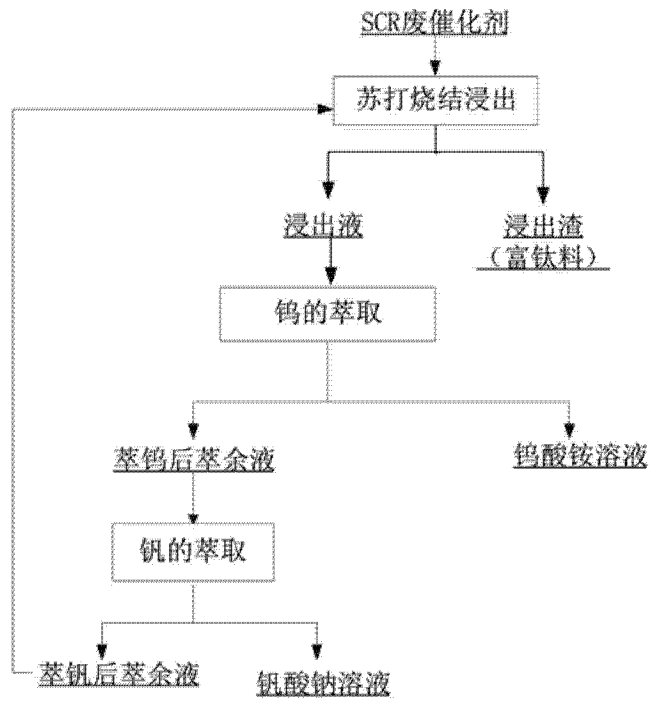 SCR废催化剂
苏打烧结浸出
浸出液
浸出渣
（富钛料）
钨的萃取
萃钨后萃余液
钨酸铵溶液
钒的萃取
萃钒后萃余液
钒酸钠溶液